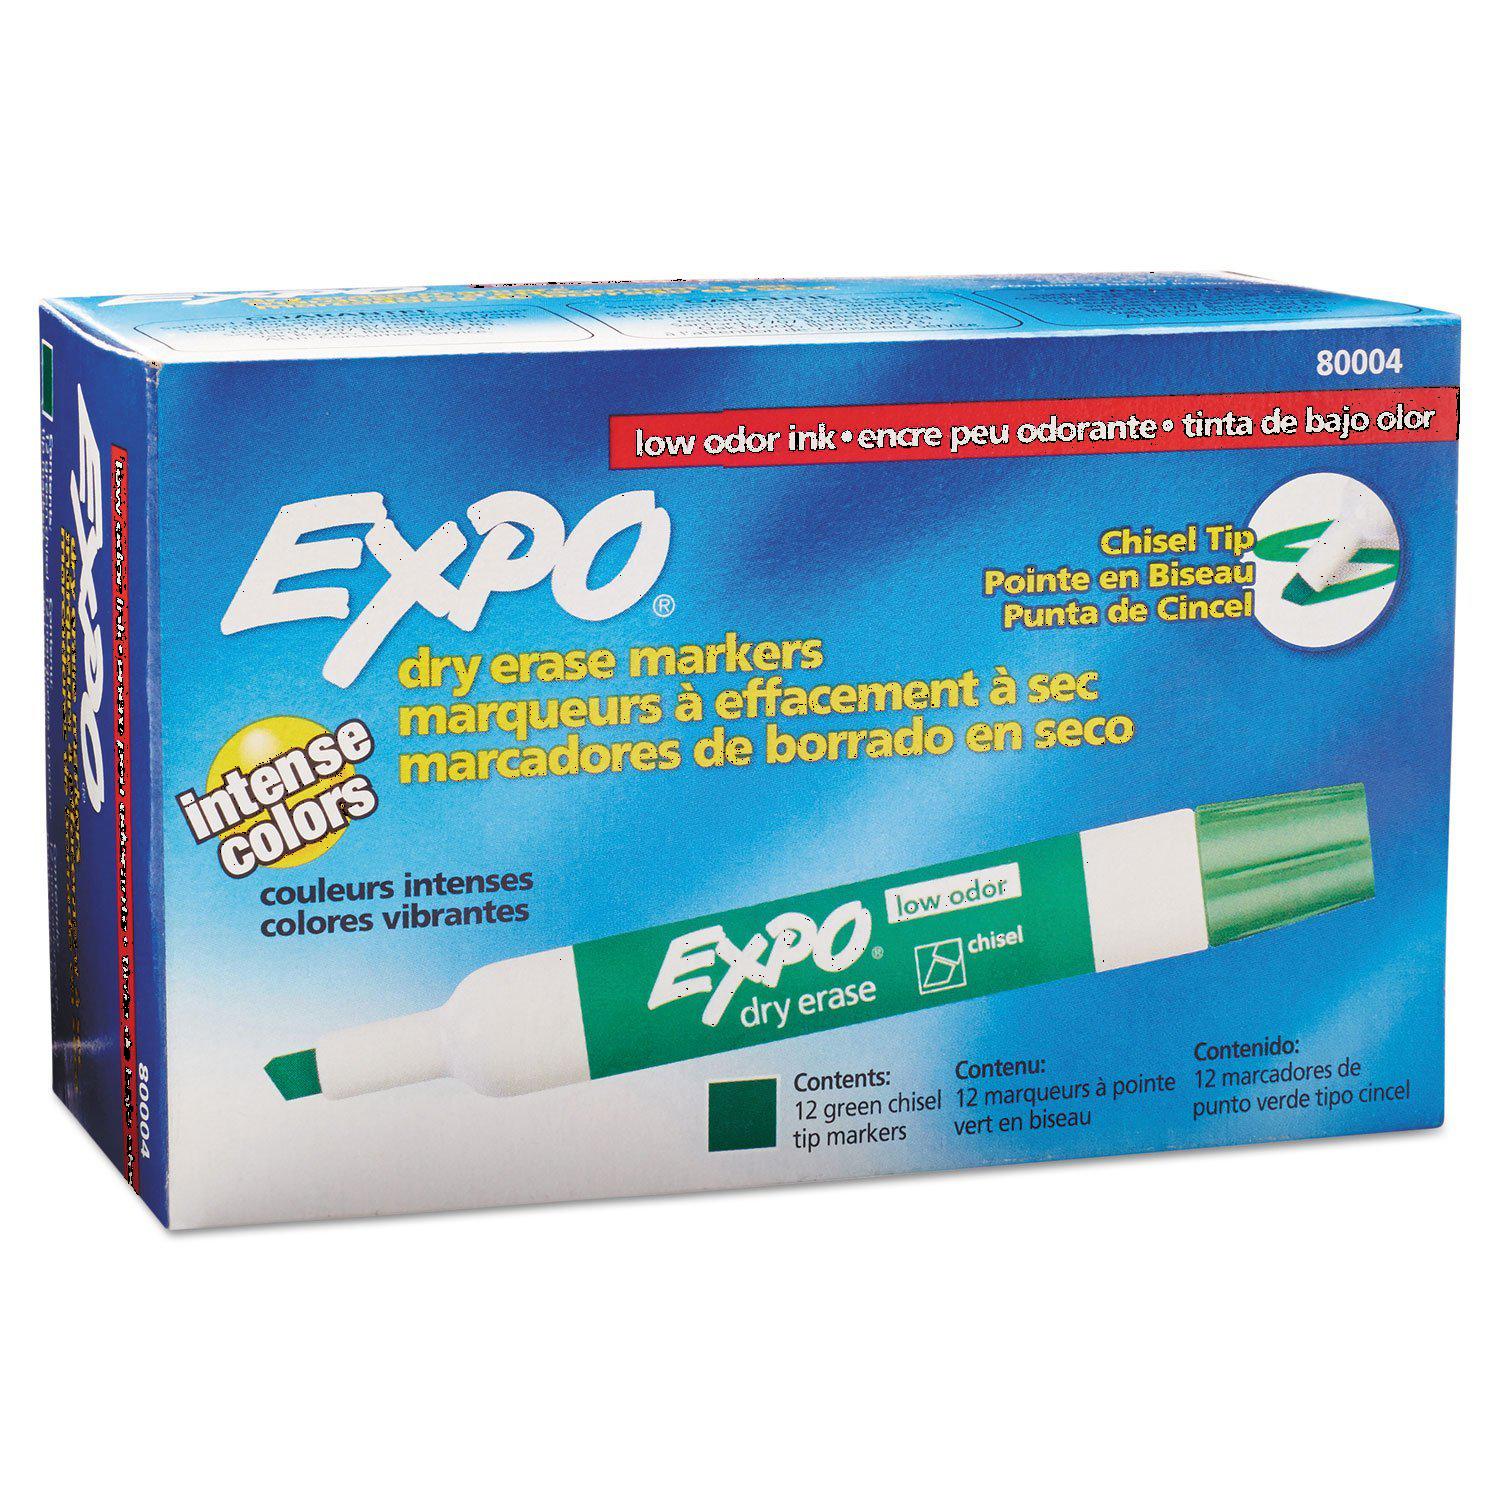 80004
low odor ink • encre peu odorante • tinta de bajo olor
EXPO®
Chisel Tip
Pointe en Biseau
Punta de Cincel
dry erase markers
marqueurs à effacement à sec
marcadores de borrado en seco
intense
colors
couleurs intenses
colores vibrantes
EXPO®
dry erase
low odor
chisel
Contents:
12 green chisel
tip markers
Contenu:
12 marqueurs à pointe
vert en biseau
Contenido:
12 marcadores de
punto verde tipo cincel
EXPO
80004
EXPO